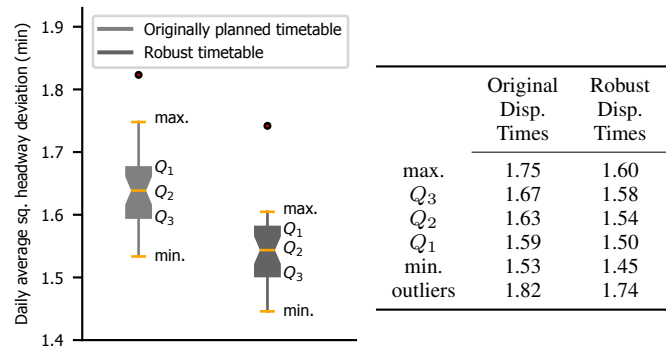 Daily average sq. headway deviation (min)
1.9
1.8
1.7
1.6
1.5
1.4
Originally planned timetable
Robust timetable
max.
Q1
Q2
Q3
min.
max.
Q1
Q2
Q3
min.
Original Robust
Disp. Disp.
Times Times
max. 1.75 1.60
Q3 1.67 1.58
Q2 1.63 1.54
Q1 1.59 1.50
min. 1.53 1.45
outliers 1.82 1.74